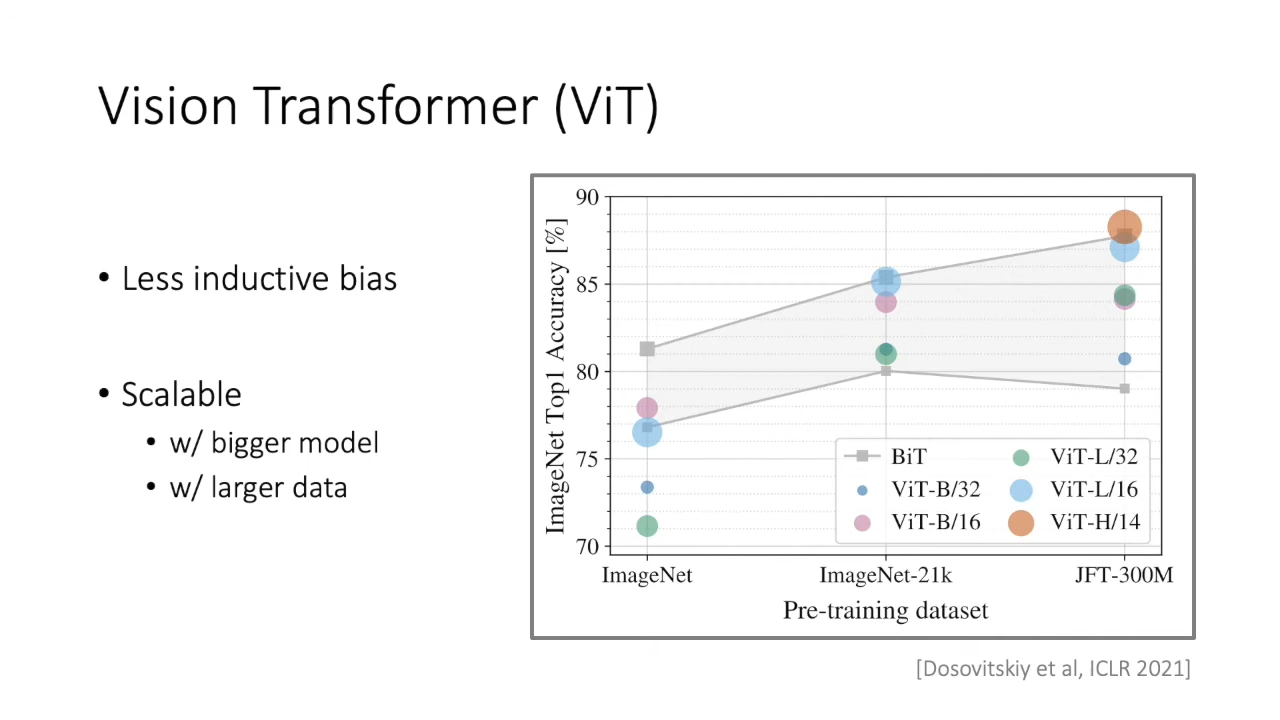 Vision Transformer (ViT)
• Less inductive bias
• Scalable
• w/ bigger model
• w/ larger data
ImageNet Top1 Accuracy [%]
90
85
80
75
70
BiT
ViT-B/32
ViT-B/16
ViT-L/32
ViT-L/16
ViT-H/14
ImageNet
ImageNet-21k
JFT-300M
Pre-training dataset
[Dosovitskiy et al, ICLR 2021]